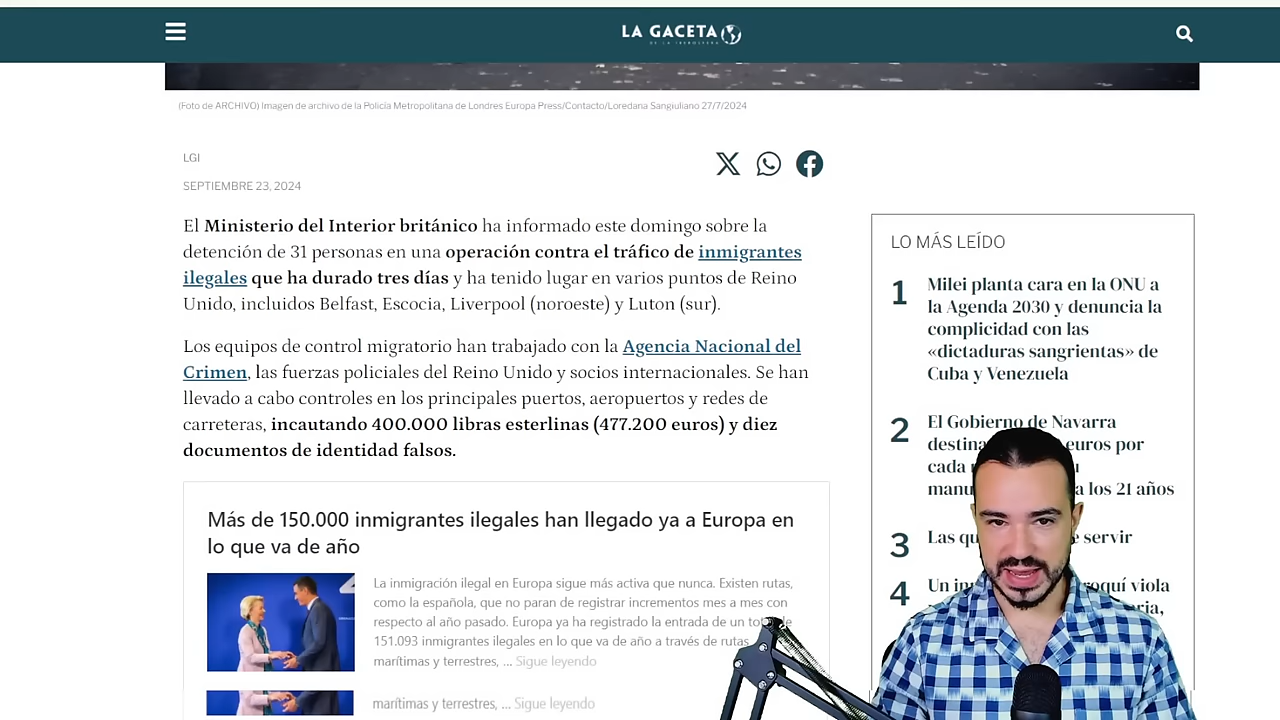 LA GACETA
DE LA IBEROSFERA
(Foto de ARCHIVO) Imagen de archivo de la Policía Metropolitana de Londres Europa Press/Contacto/Loredana Sangiuliano 27/7/2024
LGI
SEPTIEMBRE 23, 2024
El Ministerio del Interior británico ha informado este domingo sobre la
detención de 31 personas en una operación contra el tráfico de inmigrantes
ilegales que ha durado tres días y ha tenido lugar en varios puntos de Reino
Unido, incluidos Belfast, Escocia, Liverpool (noroeste) y Luton (sur).
Los equipos de control migratorio han trabajado con la Agencia Nacional del
Crimen, las fuerzas policiales del Reino Unido y socios internacionales. Se han
llevado a cabo controles en los principales puertos, aeropuertos y redes de
carreteras, incautando 400.000 libras esterlinas (477.200 euros) y diez
documentos de identidad falsos.
Más de 150.000 inmigrantes ilegales han llegado ya a Europa en
lo que va de año
La inmigración ilegal en Europa sigue más activa que nunca. Existen rutas,
como la española, que no paran de registrar incrementos mes a mes con
respecto al año pasado. Europa ya ha registrado la entrada de un total de
151.093 inmigrantes ilegales en lo que va de año a través de rutas
marítimas y terrestres, ... Sigue leyendo
marítimas y terrestres, ... Sigue leyendo
LO MÁS LEÍDO
1 Milei planta cara en la ONU a
la Agenda 2030 y denuncia la
complicidad con las
«dictaduras sangrientas» de
Cuba y Venezuela
2 El Gobierno de Navarra
euros por
cada
a los 21 años
3 Las servir
4 Un viola